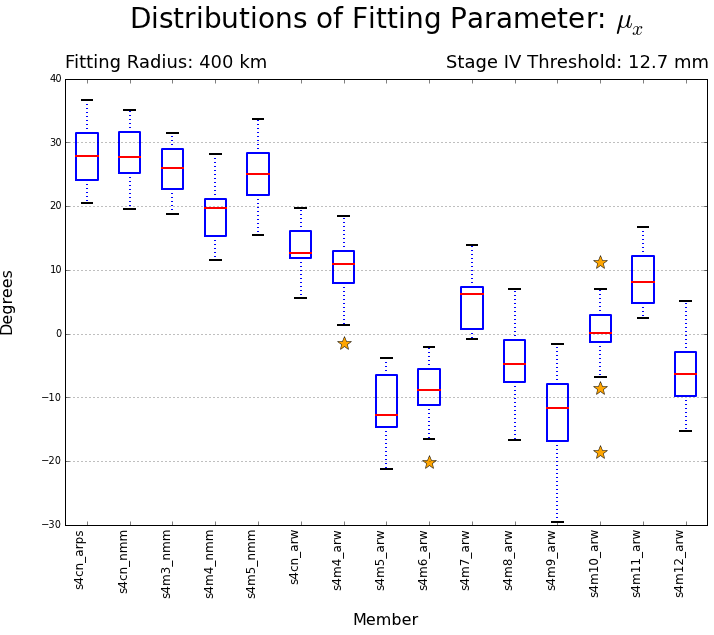 Distributions of Fitting Parameter: μₓ
Fitting Radius: 400 km
Stage IV Threshold: 12.7 mm
Degrees
40
30
20
10
0
−10
−20
−30
s4cn_arps
s4cn_nmm
s4m3_nmm
s4m4_nmm
s4m5_nmm
s4cn_arw
s4m4_arw
s4m5_arw
s4m6_arw
s4m7_arw
s4m8_arw
s4m9_arw
s4m10_arw
s4m11_arw
s4m12_arw
Member